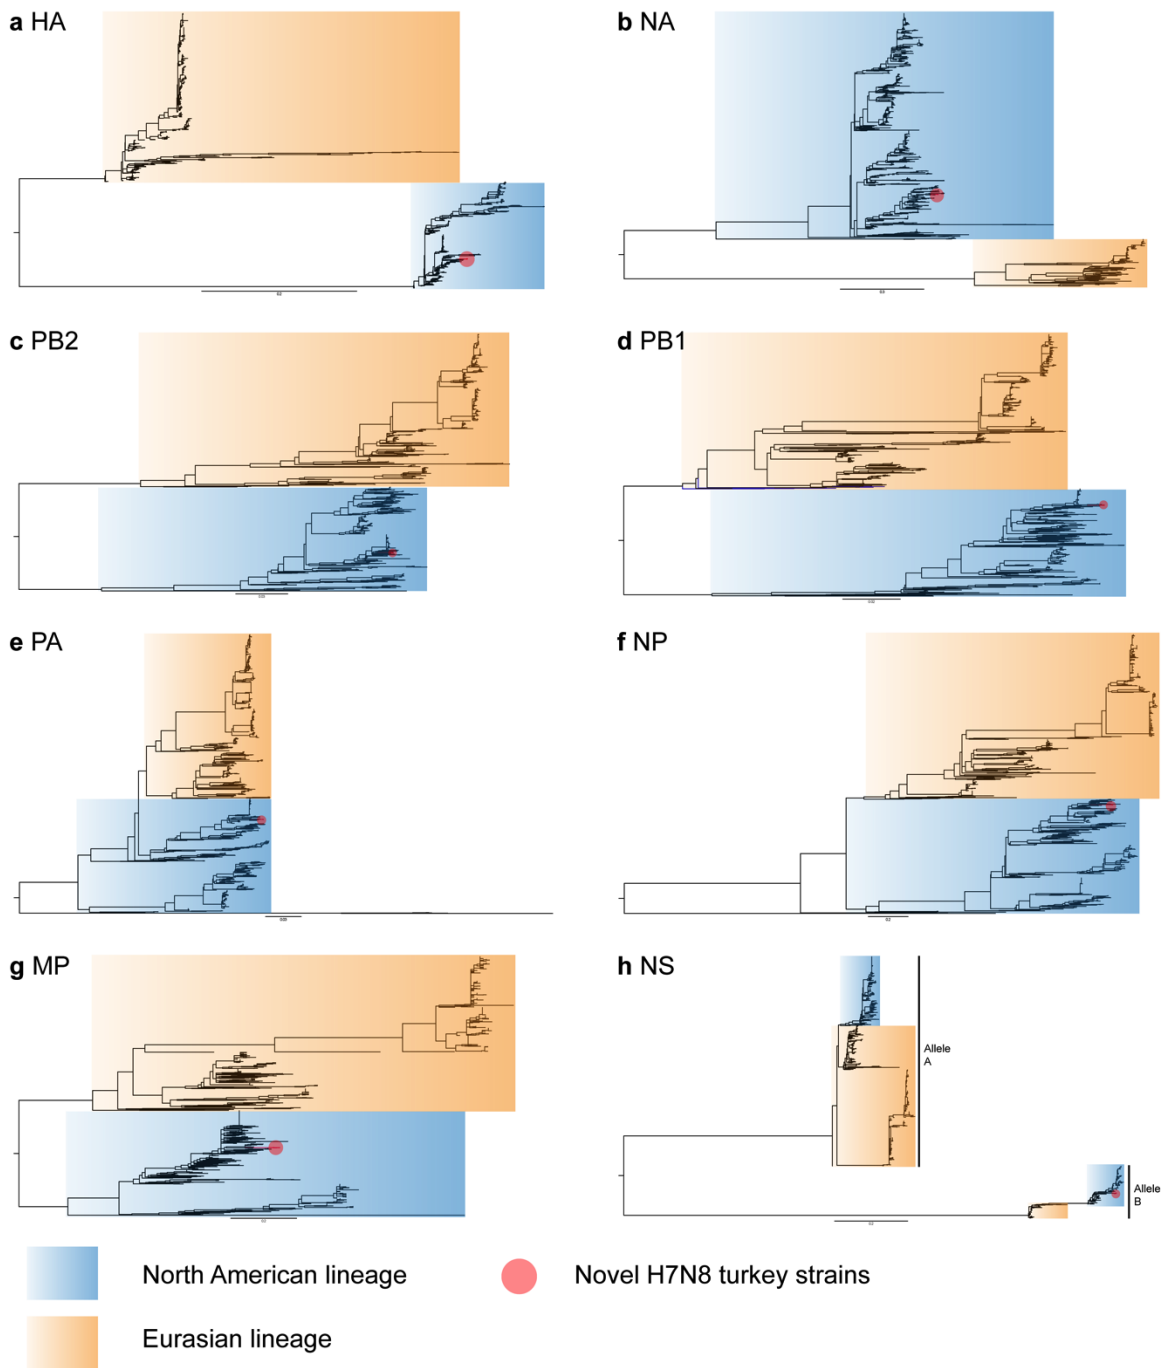 a HA
b NA
c PB2
d PB1
e PA
f NP
g MP
h NS
Allele
A
Allele
B
North American lineage
Novel H7N8 turkey strains
Eurasian lineage